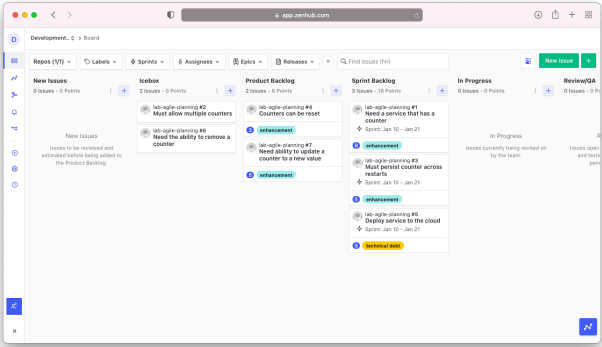 app.zenhub.com
D
Development..
> Board
Repos (1/1)
Labels
Sprints
Assignees
Epics
Releases
Find Issues (f+i)
New Issue
+
New Issues
0 Issues - 0 Points
New Issues
Issues to be reviewed and
estimated before being added to
the Product Backlog.
Icebox
2 Issues - 0 Points
lab-agile-planning #2
Must allow multiple counters
lab-agile-planning #6
Need the ability to remove a
counter
Product Backlog
lab-agile-planning #4
Counters can be reset
enhancement
lab-agile-planning #7
Need ability to update a
counter to a new value
enhancement
Sprint Backlog
lab-agile-planning #1
Need a service that has a
counter
Sprint: Jan 10 - Jan 21
enhancement
lab-agile-planning #3
Must persist counter across
restarts
Sprint: Jan 10 - Jan 21
enhancement
lab-agile-planning #5
Deploy service to the cloud
Sprint: Jan 10 - Jan 21
technical debt
In Progress
0 Issues - 0 Points
In Progress
Issues currently being worked on
by the team.
Review/QA
0 Issues - 0
Issues open